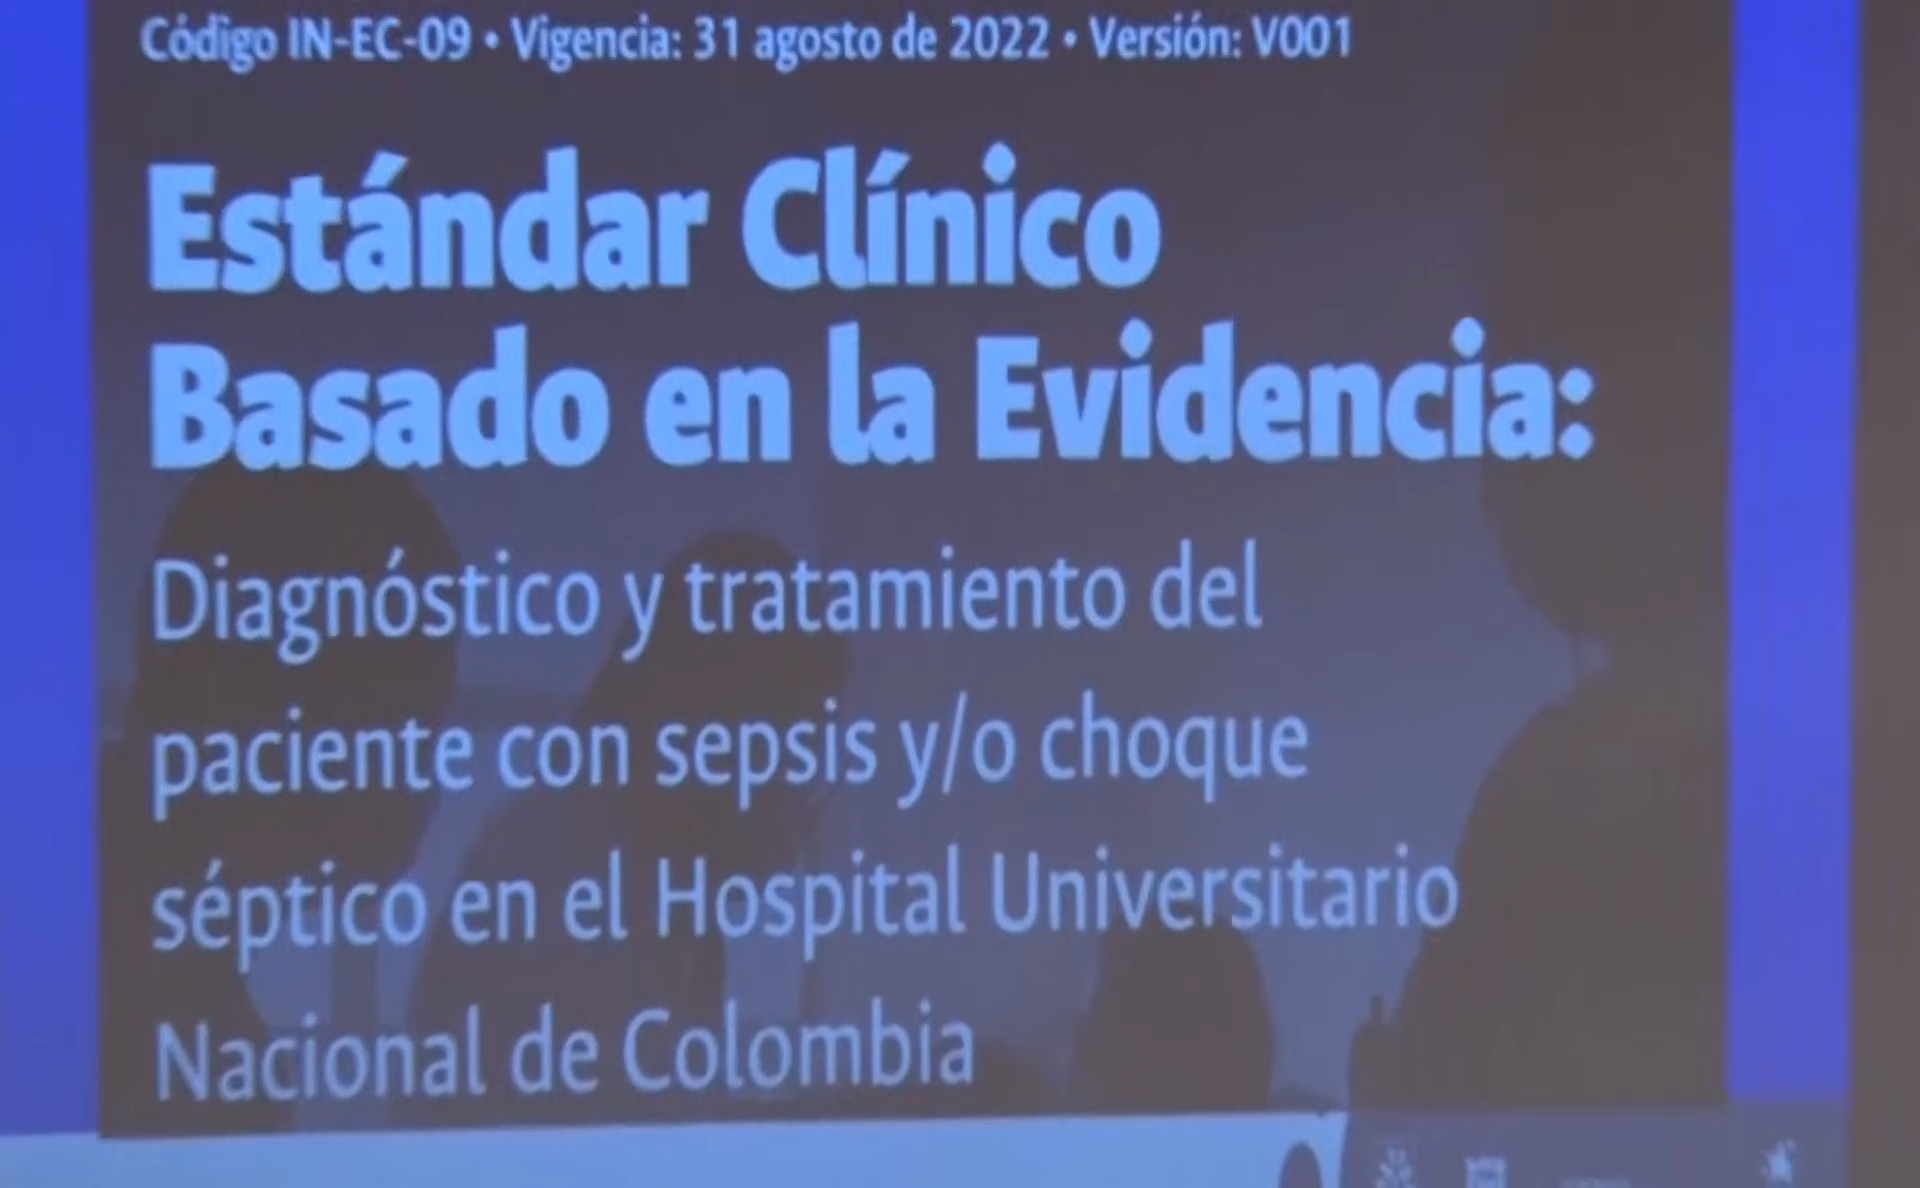 Código IN-EC-09 • Vigencia: 31 agosto de 2022 • Versión: V001
Estándar Clínico
Basado en la Evidencia:
Diagnóstico y tratamiento del
paciente con sepsis y/o choque
séptico en el Hospital Universitario
Nacional de Colombia